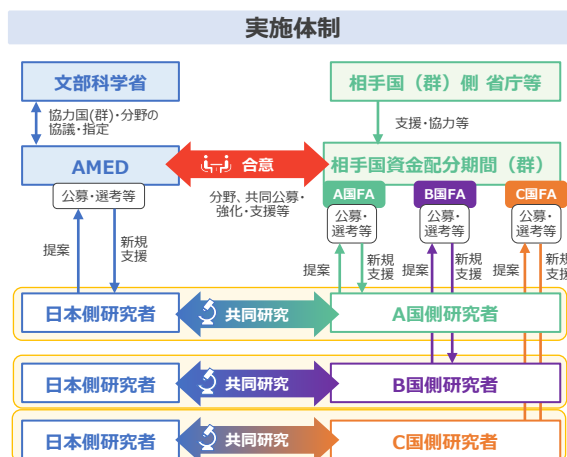 実施体制
文部科学省
相手国（群）側 省庁等
協力国(群)・分野の
協議・指定
支援・協力等
AMED
合意
相手国資金配分期間（群）
分野、共同公募・
強化・支援等
A国FA
B国FA
C国FA
公募・選考等
公募・
選考等
公募・
選考等
公募・
選考等
提案
新規
支援
提案
新規
支援
提案
新規
支援
提案
新規
支援
日本側研究者
共同研究
A国側研究者
日本側研究者
共同研究
B国側研究者
日本側研究者
共同研究
C国側研究者